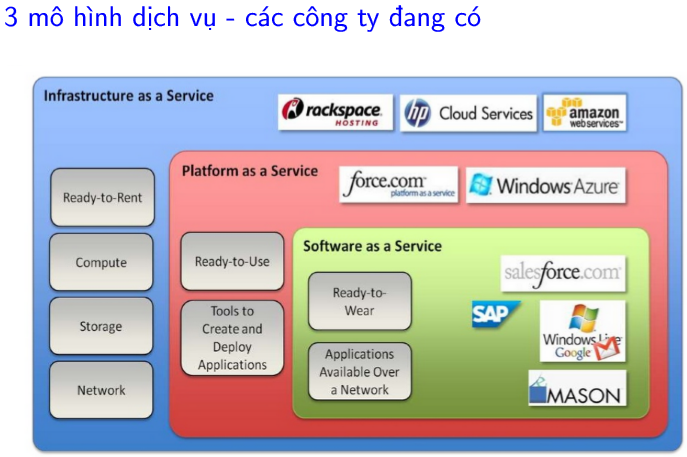 3 mô hình dịch vụ - các công ty đang có
Infrastructure as a Service
rackspace
HOSTING
hp
Cloud Services
amazon
webservices™
Platform as a Service
force.com
platform as a service
Windows Azure
Ready-to-Rent
Compute
Storage
Network
Ready-to-Use
Tools to
Create and
Deploy
Applications
Software as a Service
Ready-to-
Wear
Applications
Available Over
a Network
salesforce.com
SAP
Windows Live
Google
MASON